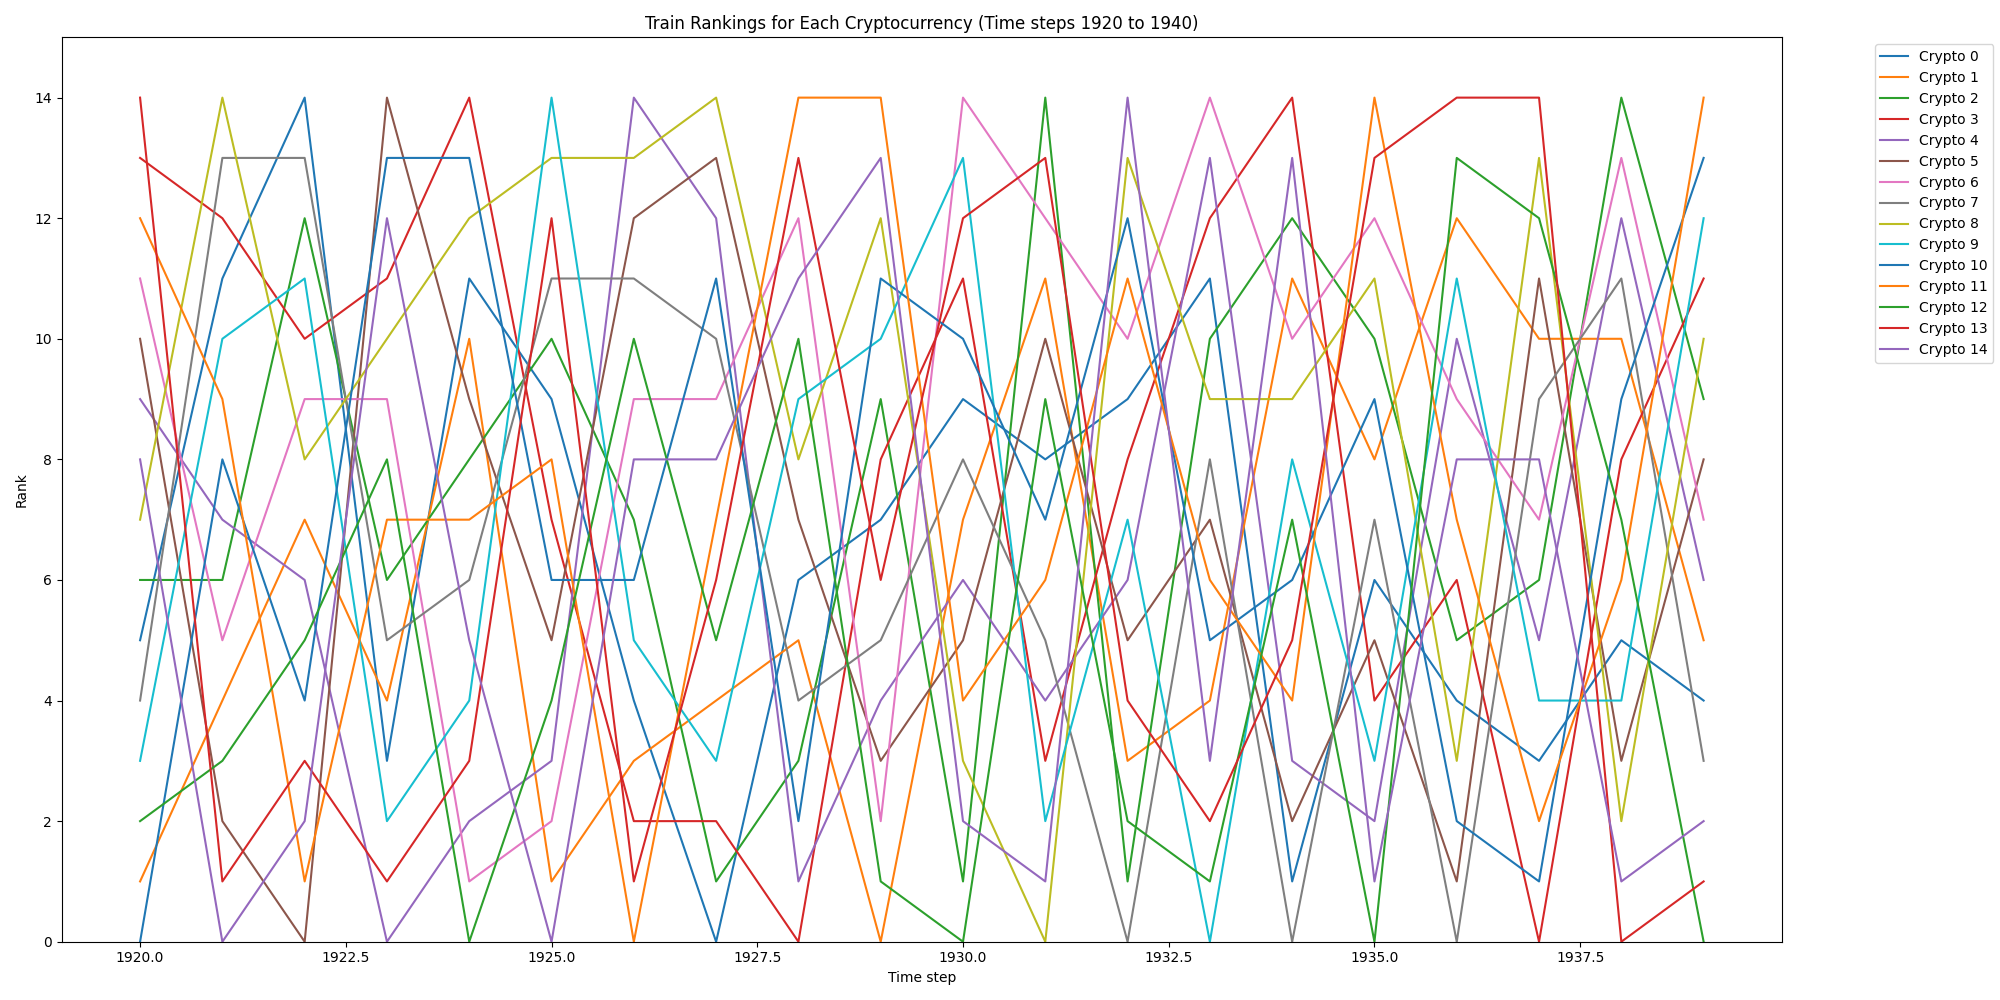 Train Rankings for Each Cryptocurrency (Time steps 1920 to 1940)
14
12
10
8
6
4
2
0
Rank
1920.0 1922.5 1925.0 1927.5 1930.0 1932.5 1935.0 1937.5
Time step
Crypto 0
Crypto 1
Crypto 2
Crypto 3
Crypto 4
Crypto 5
Crypto 6
Crypto 7
Crypto 8
Crypto 9
Crypto 10
Crypto 11
Crypto 12
Crypto 13
Crypto 14